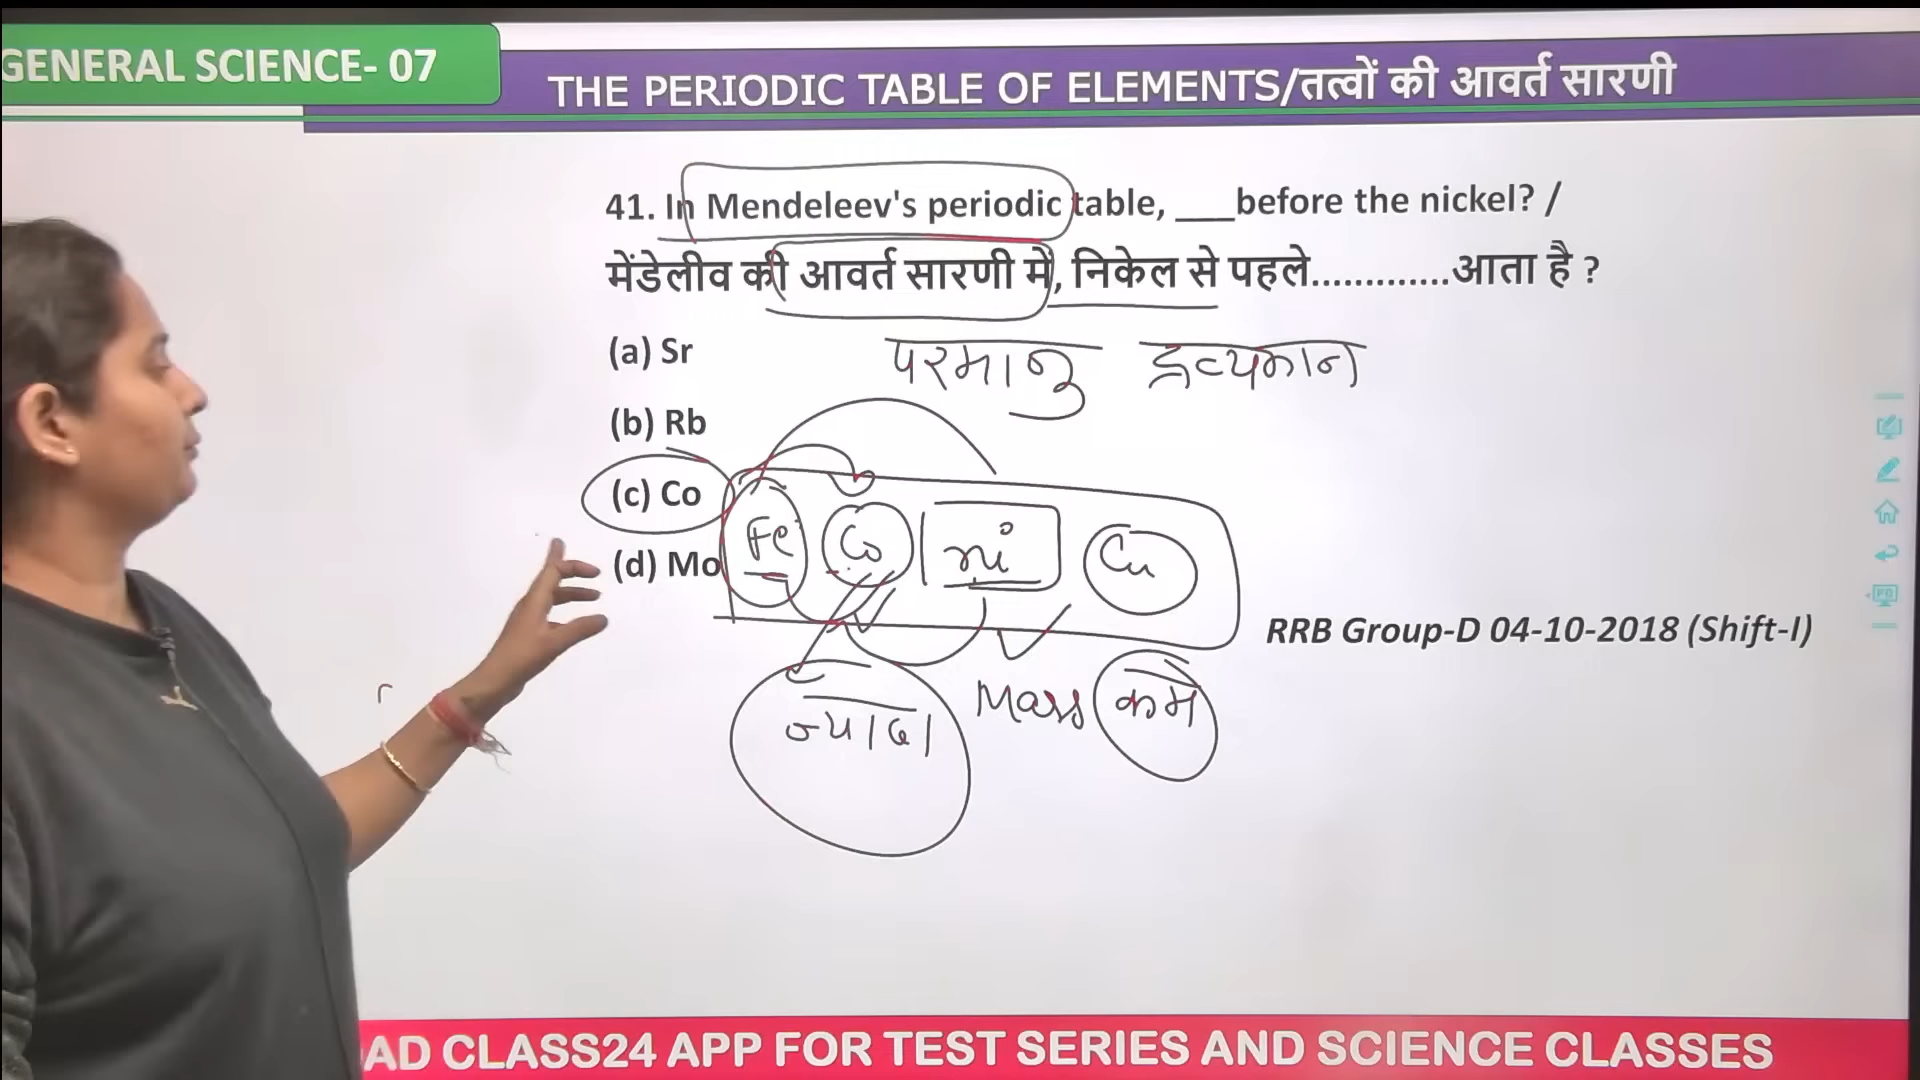 GENERAL SCIENCE- 07
THE PERIODIC TABLE OF ELEMENTS/तत्वों की आवर्त सारणी
41. In Mendeleev's periodic table, ___before the nickel? /
मेंडेलीव की आवर्त सारणी में, निकेल से पहले.............आता है ?
(a) Sr
परमाणु द्रव्यमान
(b) Rb
(c) Co
Fe Co Ni Cu
(d) Mo
RRB Group-D 04-10-2018 (Shift-I)
ज्यादा Mass कम
AD CLASS24 APP FOR TEST SERIES AND SCIENCE CLASSES